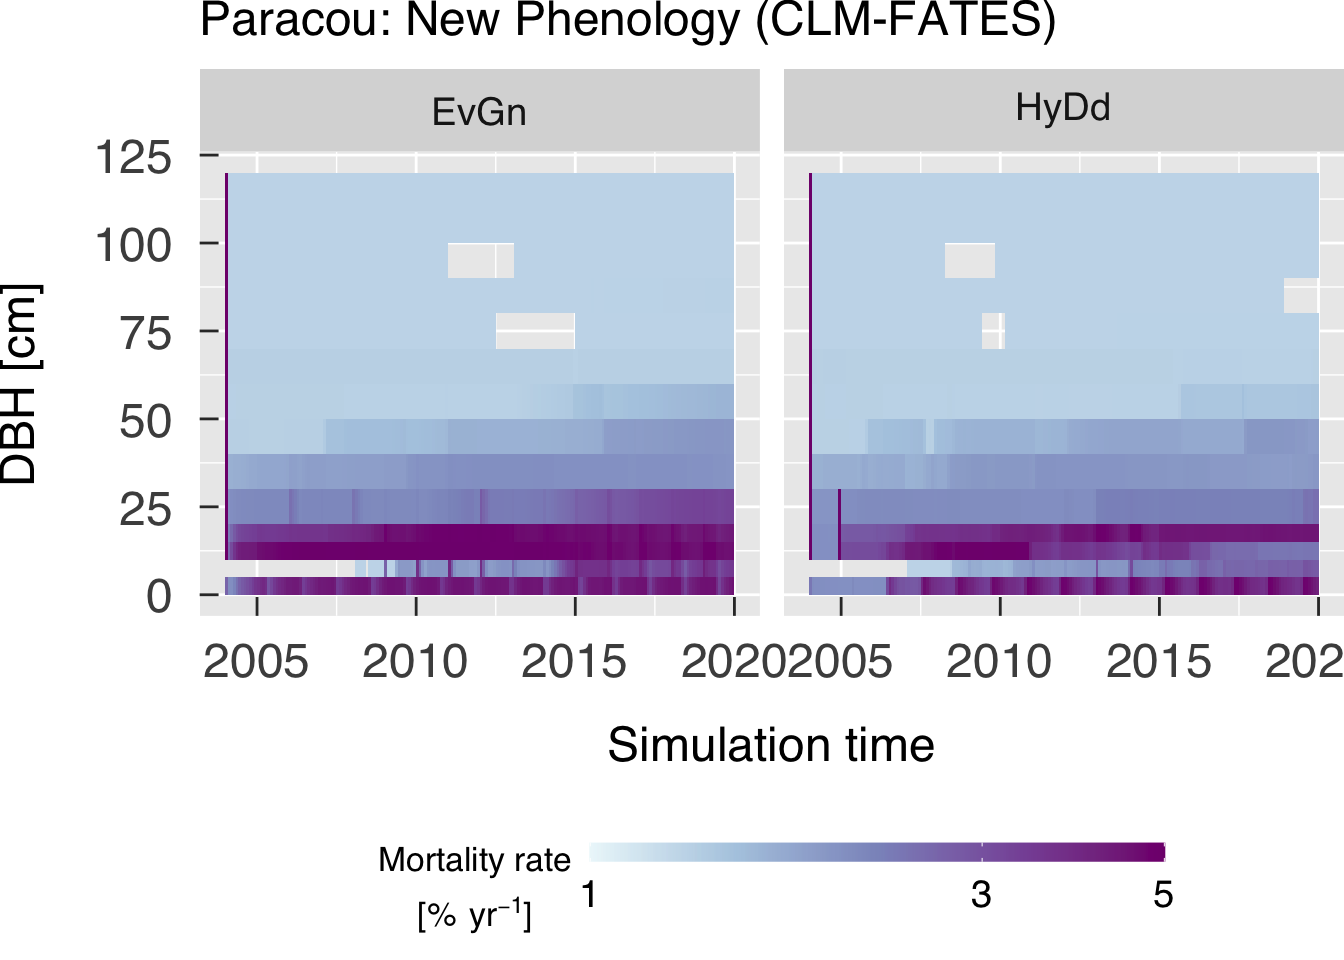 Paracou: New Phenology (CLM-FATES)
EvGn HyDd
DBH [cm]
125
100
75
50
25
0
2005 2010 2015 2020 2005 2010 2015 202
Simulation time
Mortality rate
[% yr⁻¹]
1 3 5